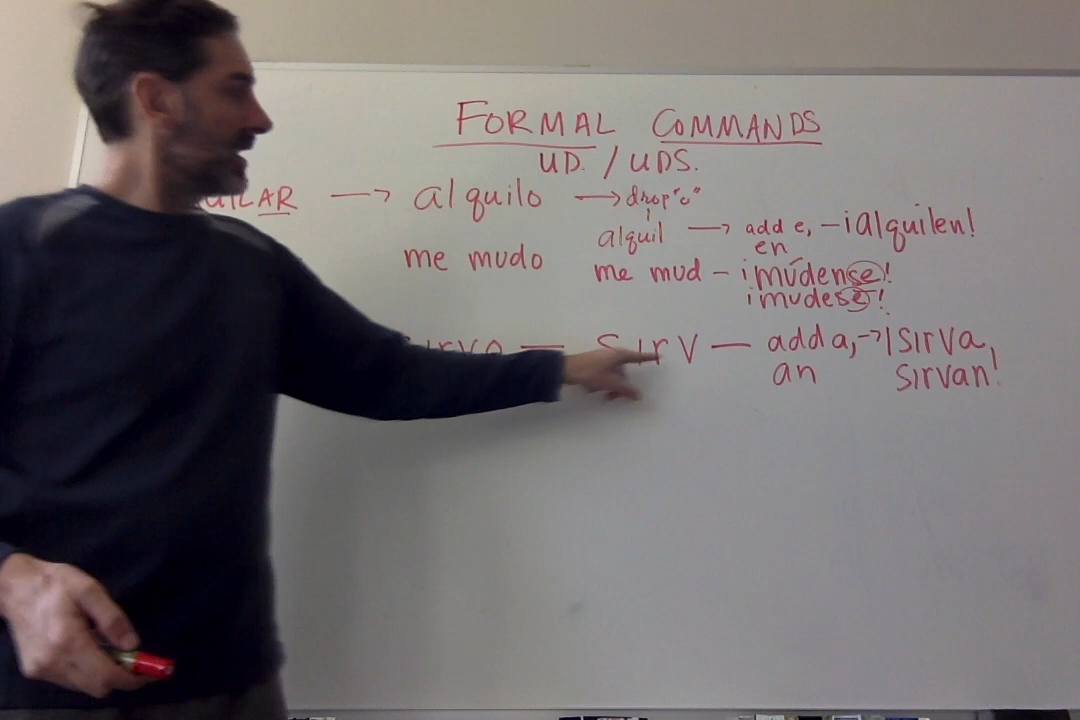 FORMAL COMMANDS
UD. / UDS.
UILAR → alquilo → drop "o"
alquil → add e, - ¡alquilen!
en
me mudo me mud - ¡múdense!
¡mudese!
sirvo — sirv — add a, → ¡sirva,
an sirvan!